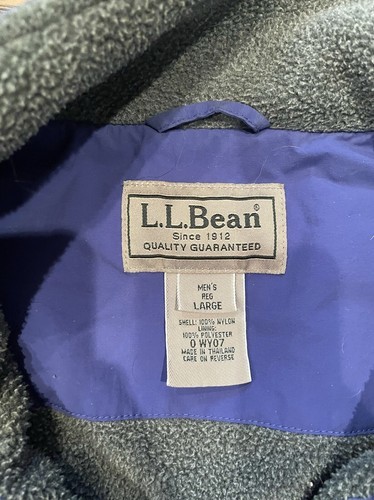 L.L.Bean®
Since 1912
QUALITY GUARANTEED
MEN'S
REG
LARGE
SHELL: 100% NYLON
LINING:
100% POLYESTER
0 WY07
MADE IN THAILAND
CARE ON REVERSE